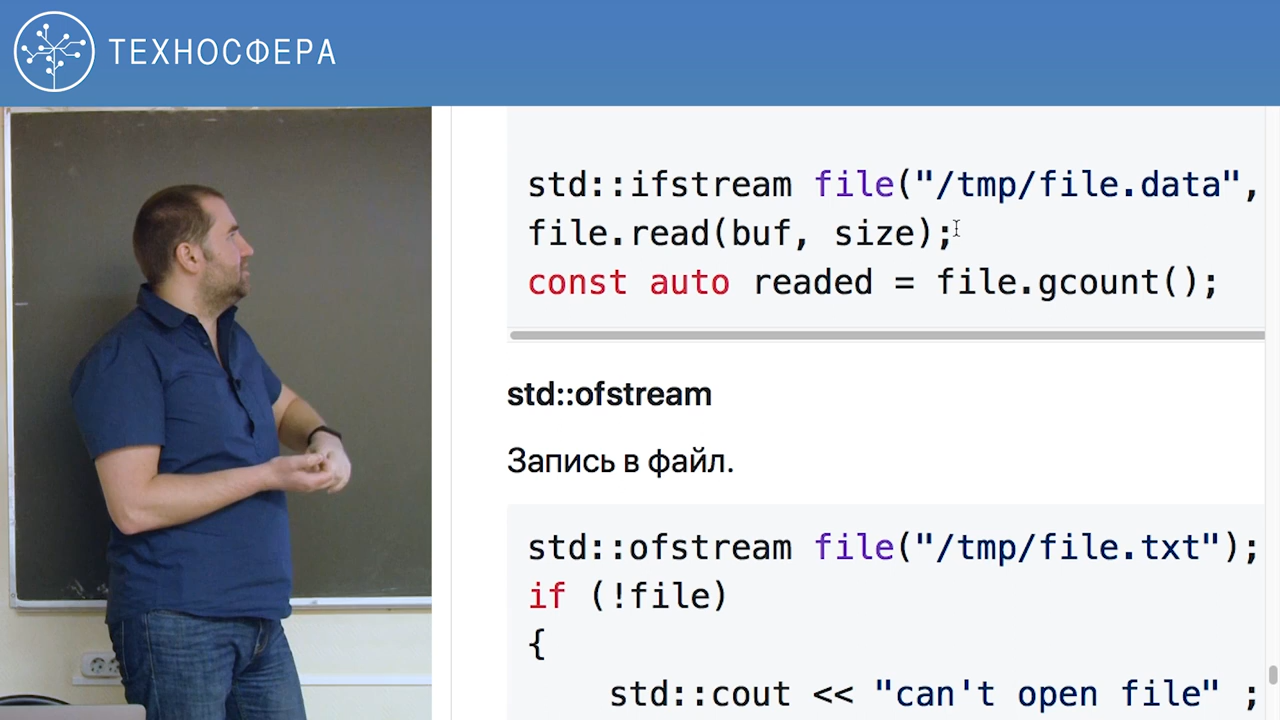 ТЕХНОСФЕРА
std::ifstream file("/tmp/file.data",
file.read(buf, size);
const auto readed = file.gcount();
std::ofstream
Запись в файл.
std::ofstream file("/tmp/file.txt");
if (!file)
{
std::cout << "can't open file" ;